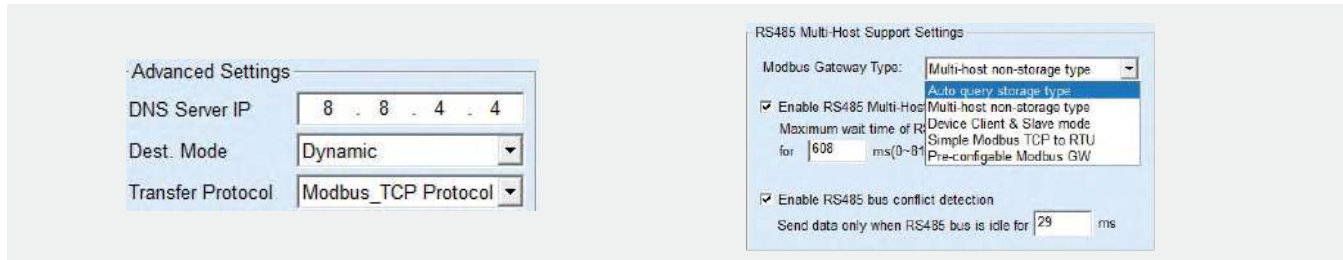 Advanced Settings
DNS Server IP 8 . 8 . 4 . 4
Dest. Mode Dynamic
Transfer Protocol Modbus_TCP Protocol
RS485 Multi-Host Support Settings
Modbus Gateway Type: Multi-host non-storage type
Auto query storage type
Enable RS485 Multi-Hos Multi-host non-storage type
Device Client & Slave mode
Maximum wait time of R
Simple Modbus TCP to RTU
for 608 ms(0~81
Pre-configable Modbus GW
Enable RS485 bus conflict detection
Send data only when RS485 bus is idle for 29 ms